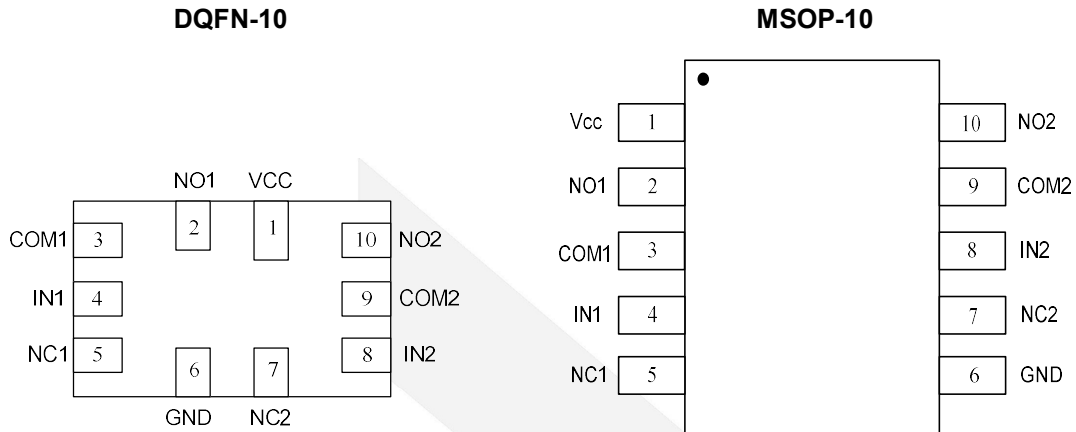 DQFN-10
NO1 VCC
2 1
COM1 3 10 NO2
IN1 4 9 COM2
NC1 5 8 IN2
6 7
GND NC2
MSOP-10
Vcc 1 10 NO2
NO1 2 9 COM2
COM1 3 8 IN2
IN1 4 7 NC2
NC1 5 6 GND